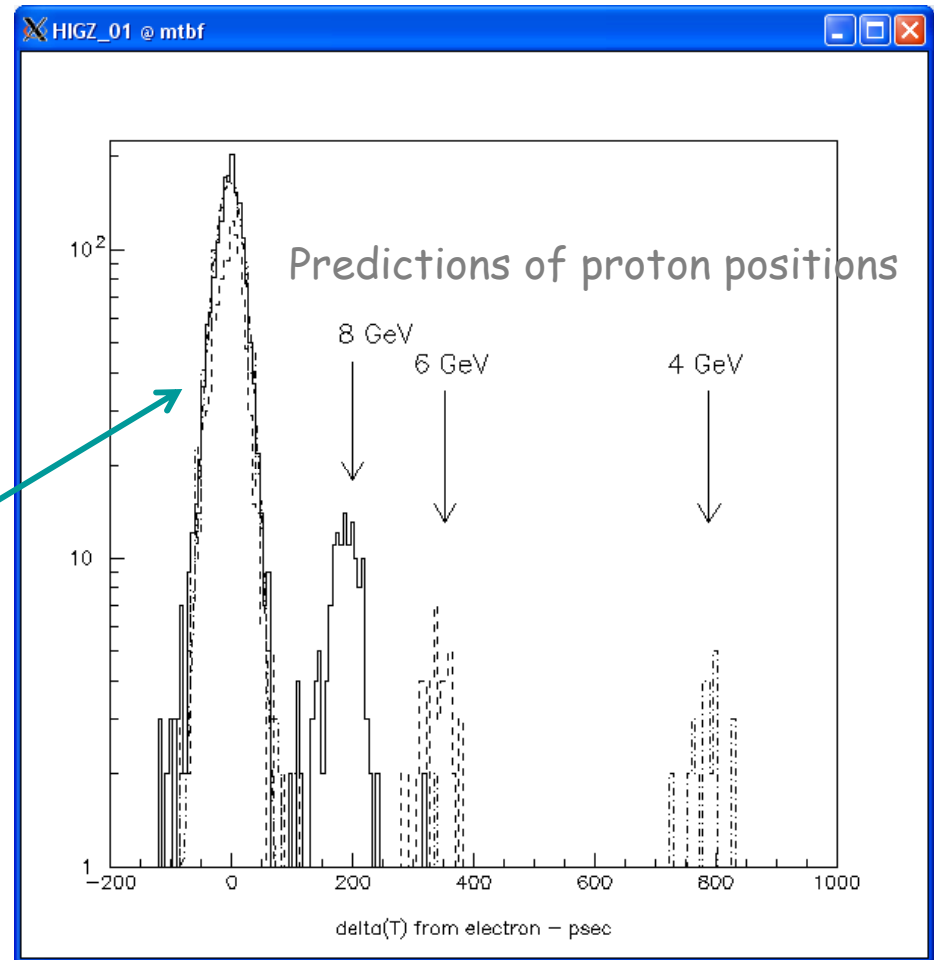 HIGZ_01 @ mtbf
Predictions of proton positions
8 GeV
6 GeV
4 GeV
10²
10
1
−200
0
200
400
600
800
1000
delta(T) from electron − psec